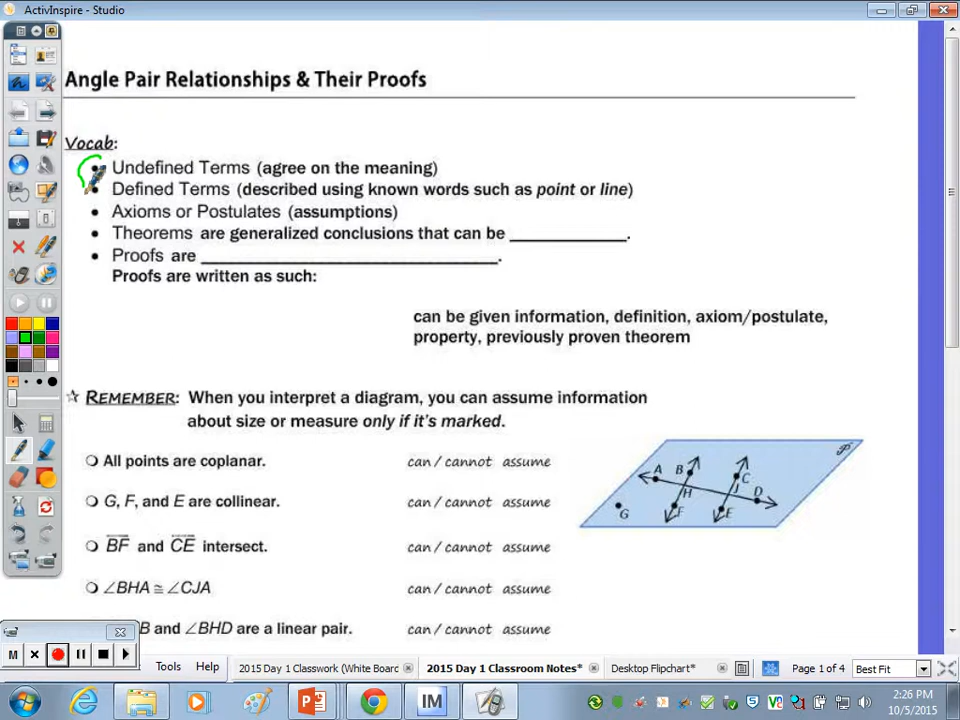 ActivInspire - Studio
Angle Pair Relationships & Their Proofs
Vocab:
• Undefined Terms (agree on the meaning)
• Defined Terms (described using known words such as point or line)
• Axioms or Postulates (assumptions)
• Theorems are generalized conclusions that can be ____________.
• Proofs are ______________________________.
Proofs are written as such:
can be given information, definition, axiom/postulate,
property, previously proven theorem
☆ REMEMBER: When you interpret a diagram, you can assume information
about size or measure only if it's marked.
All points are coplanar. can / cannot assume
G, F, and E are collinear. can / cannot assume
BF and CE intersect. can / cannot assume
∠BHA ≅ ∠CJA can / cannot assume
B and ∠BHD are a linear pair. can / cannot assume
P
A B C
H J D
G F E
M
Tools Help 2015 Day 1 Classwork (White Board 2015 Day 1 Classroom Notes* Desktop Flipchart* Page 1 of 4 Best Fit
IM
2:26 PM
10/5/2015